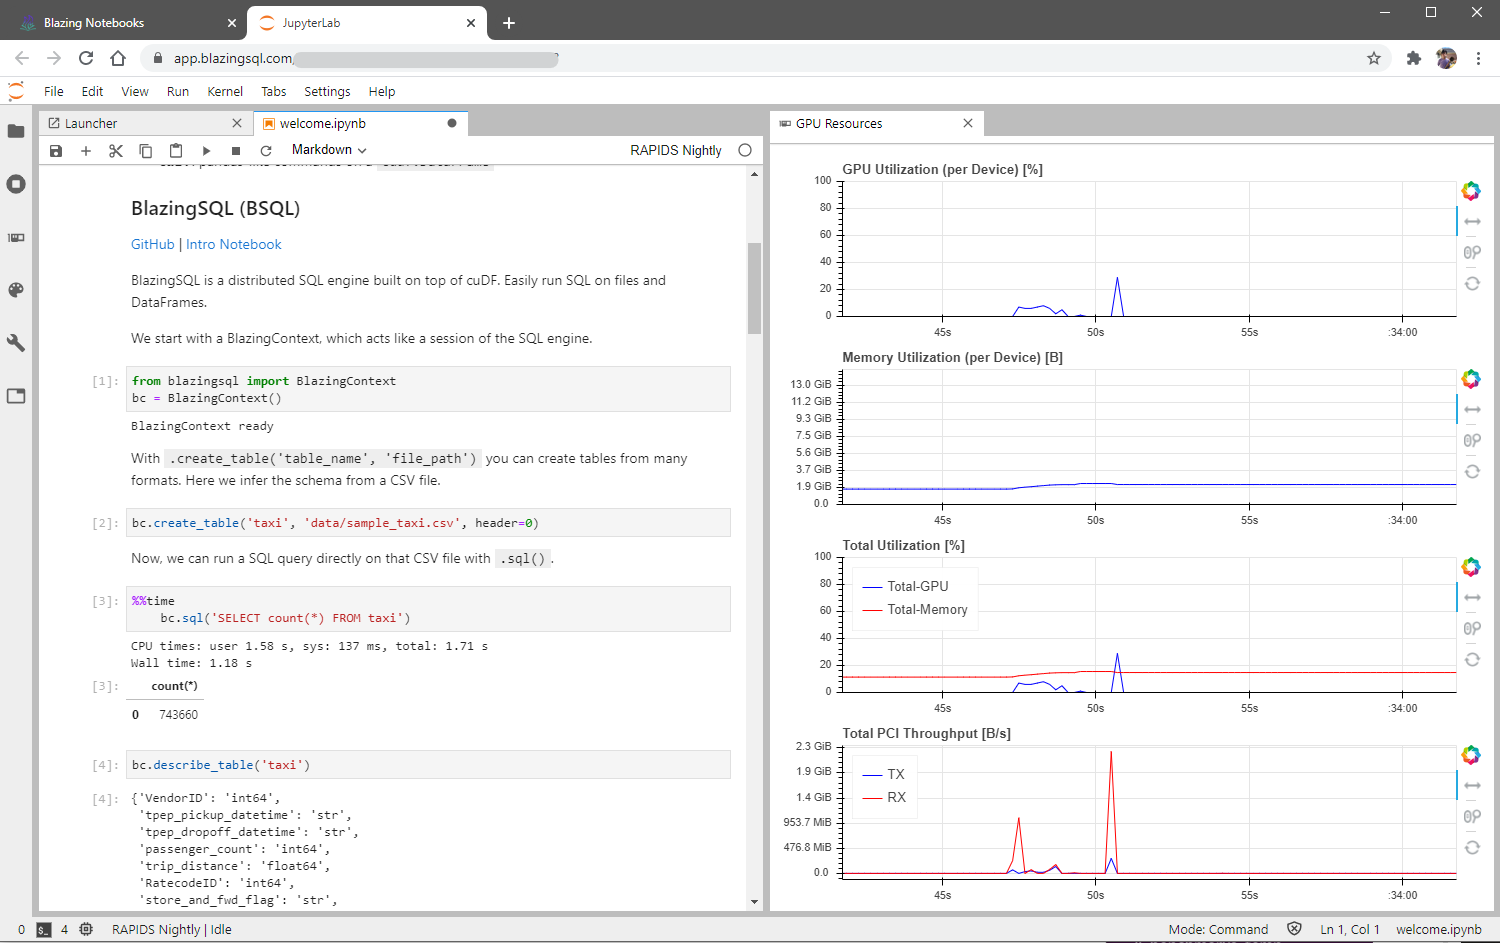 Blazing Notebooks
JupyterLab
app.blazingsql.com
File Edit View Run Kernel Tabs Settings Help
Launcher
welcome.ipynb
Markdown
RAPIDS Nightly
BlazingSQL (BSQL)
GitHub | Intro Notebook
BlazingSQL is a distributed SQL engine built on top of cuDF. Easily run SQL on files and
DataFrames.
We start with a BlazingContext, which acts like a session of the SQL engine.
[1]: from blazingsql import BlazingContext
bc = BlazingContext()
BlazingContext ready
With .create_table('table_name', 'file_path') you can create tables from many
formats. Here we infer the schema from a CSV file.
[2]: bc.create_table('taxi', 'data/sample_taxi.csv', header=0)
Now, we can run a SQL query directly on that CSV file with .sql().
[3]: %%time
bc.sql('SELECT count(*) FROM taxi')
CPU times: user 1.58 s, sys: 137 ms, total: 1.71 s
Wall time: 1.18 s
[3]: count(*)
0 743660
[4]: bc.describe_table('taxi')
[4]: {'VendorID': 'int64',
'tpep_pickup_datetime': 'str',
'tpep_dropoff_datetime': 'str',
'passenger_count': 'int64',
'trip_distance': 'float64',
'RatecodeID': 'int64',
'store_and_fwd_flag': 'str',
GPU Resources
GPU Utilization (per Device) [%]
100
80
60
40
20
0
45s 50s 55s :34:00
Memory Utilization (per Device) [B]
13.0 GiB
11.2 GiB
9.3 GiB
7.5 GiB
5.6 GiB
3.7 GiB
1.9 GiB
0.0
45s 50s 55s :34:00
Total Utilization [%]
100
80
60
40
20
0
Total-GPU
Total-Memory
45s 50s 55s :34:00
Total PCI Throughput [B/s]
2.3 GiB
1.9 GiB
1.4 GiB
953.7 MiB
476.8 MiB
0.0
TX
RX
45s 50s 55s :34:00
0 4 RAPIDS Nightly | Idle
Mode: Command Ln 1, Col 1 welcome.ipynb